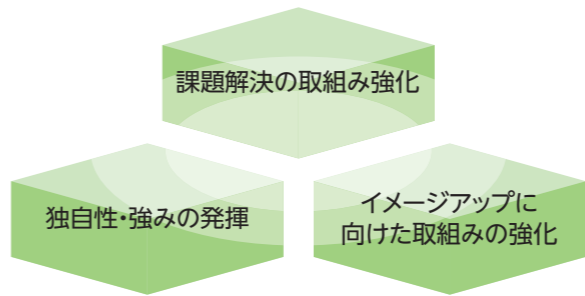 課題解決の取組み強化
独自性・強みの発揮
イメージアップに
向けた取組みの強化